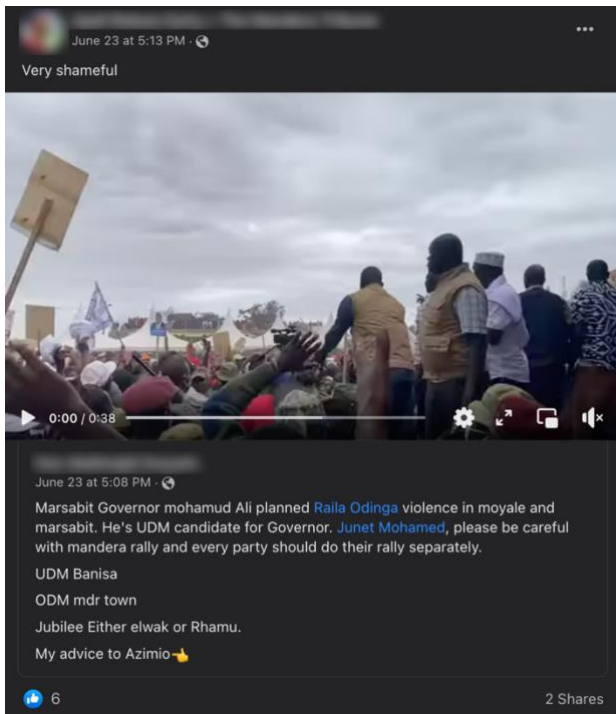 June 23 at 5:13 PM ·
Very shameful
0:00 / 0:38
June 23 at 5:08 PM ·
Marsabit Governor mohamud Ali planned Raila Odinga violence in moyale and
marsabit. He's UDM candidate for Governor. Junet Mohamed, please be careful
with mandera rally and every party should do their rally separately.
UDM Banisa
ODM mdr town
Jubilee Either elwak or Rhamu.
My advice to Azimio👈
6
2 Shares